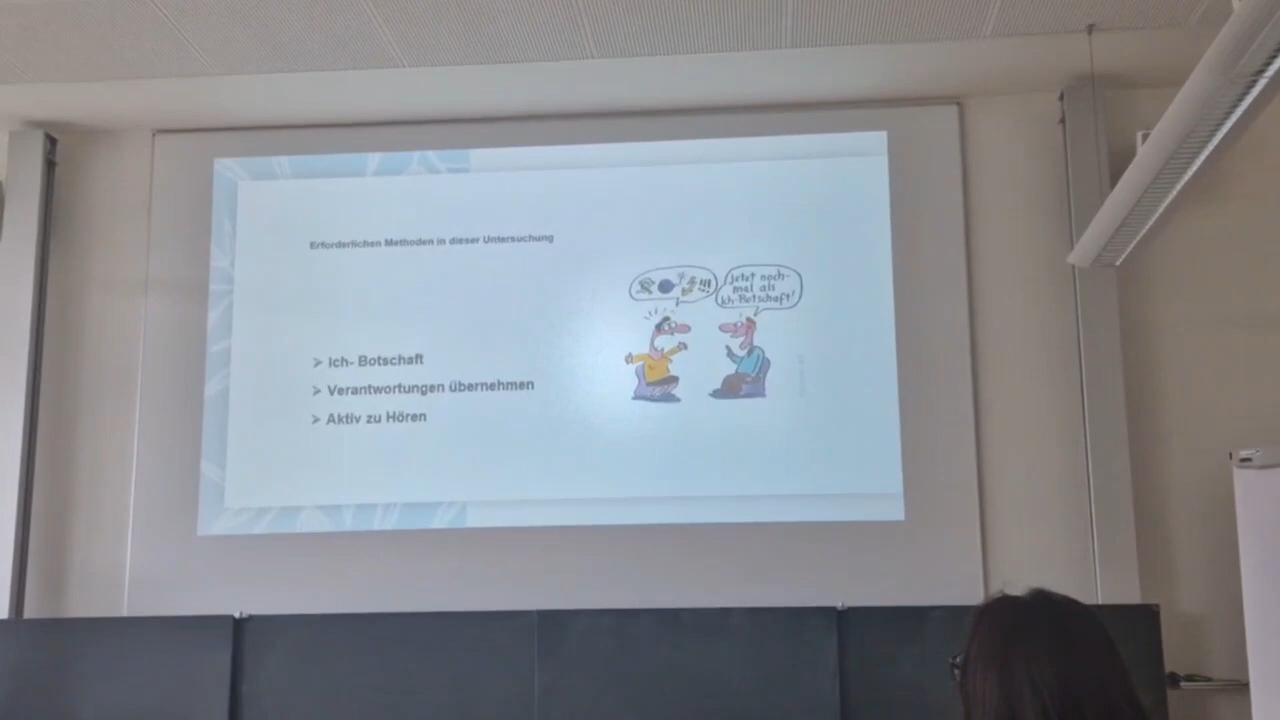 Erforderlichen Methoden in dieser Untersuchung
Jetzt noch-
mal als
Ich-Botschaft!
!!!
➢ Ich- Botschaft
➢ Verantwortungen übernehmen
➢ Aktiv zu Hören